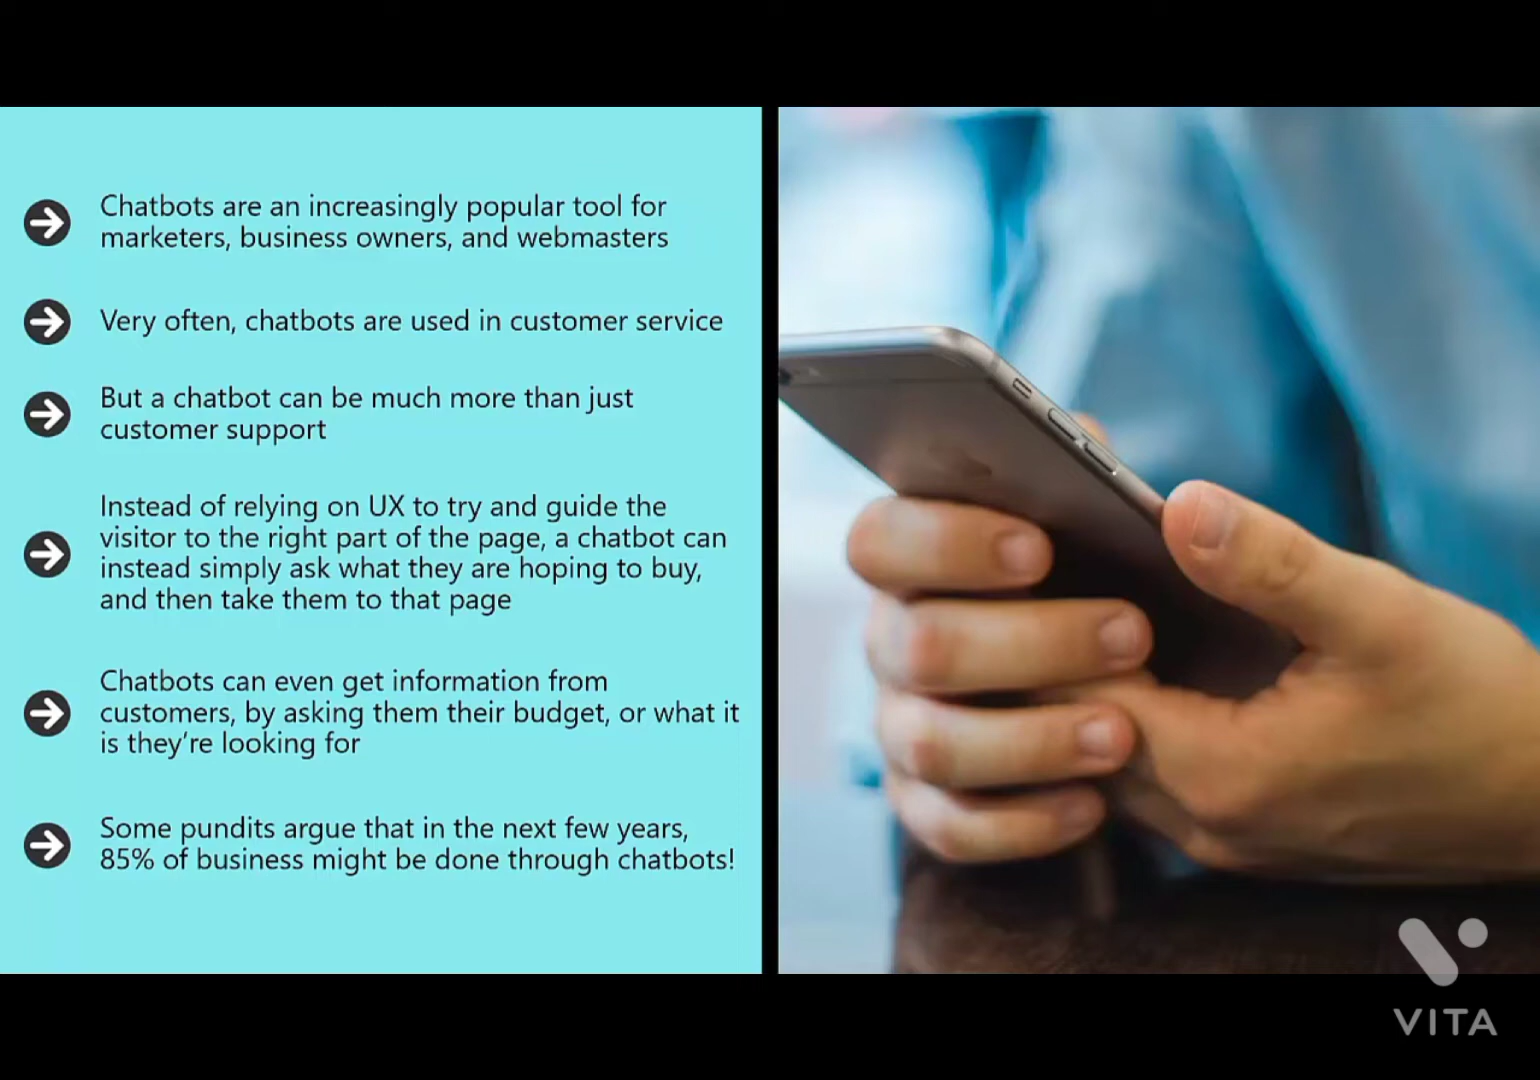 Chatbots are an increasingly popular tool for
marketers, business owners, and webmasters
Very often, chatbots are used in customer service
But a chatbot can be much more than just
customer support
Instead of relying on UX to try and guide the
visitor to the right part of the page, a chatbot can
instead simply ask what they are hoping to buy,
and then take them to that page
Chatbots can even get information from
customers, by asking them their budget, or what it
is they’re looking for
Some pundits argue that in the next few years,
85% of business might be done through chatbots!
VITA